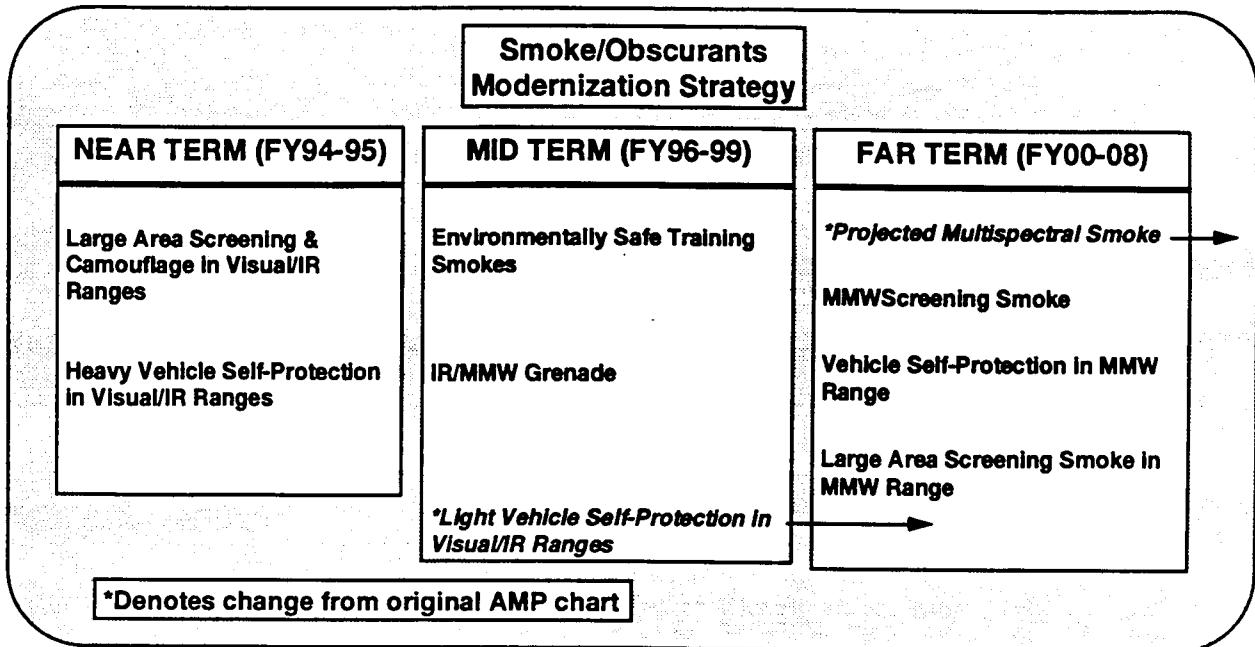 Smoke/Obscurants
Modernization Strategy
NEAR TERM (FY94-95)
Large Area Screening &
Camouflage in Visual/IR
Ranges
Heavy Vehicle Self-Protection
in Visual/IR Ranges
MID TERM (FY96-99)
Environmentally Safe Training
Smokes
IR/MMW Grenade
*Light Vehicle Self-Protection in
Visual/IR Ranges
FAR TERM (FY00-08)
*Projected Multispectral Smoke
MMWScreening Smoke
Vehicle Self-Protection in MMW
Range
Large Area Screening Smoke in
MMW Range
*Denotes change from original AMP chart